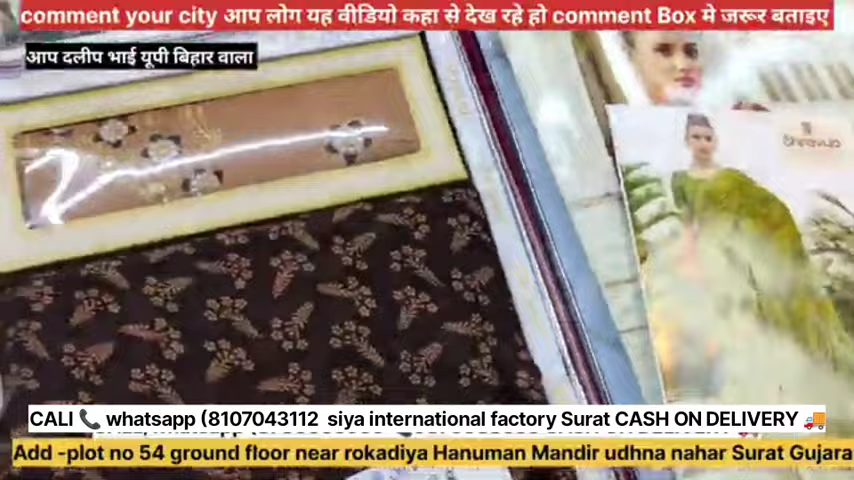 comment your city आप लोग यह वीडियो कहा से देख रहे हो comment Box मे जरूर बताइए
आप दलीप भाई यूपी बिहार वाला
CALI 📞 whatsapp (8107043112 siya international factory Surat CASH ON DELIVERY 🚚
Add -plot no 54 ground floor near rokadiya Hanuman Mandir udhna nahar Surat Gujara